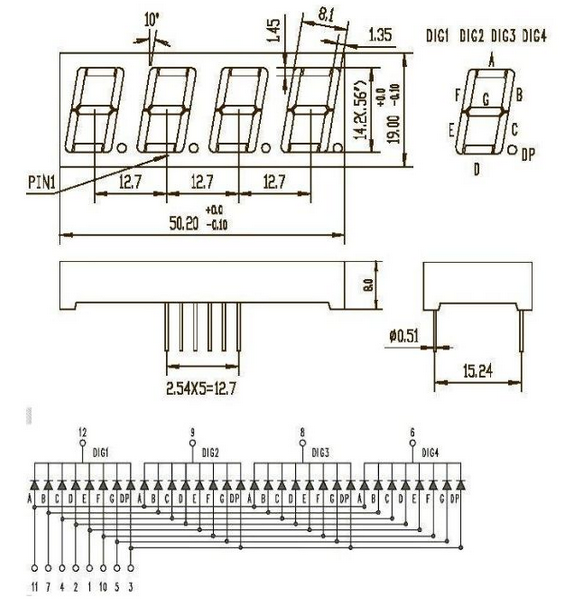 10°
1.45
8.1
1.35
DIG1 DIG2 DIG3 DIG4
A
F
B
G
E
C
D
DP
14.2(.56")
19.00 +0.0 -0.10
PIN1
12.7
12.7
12.7
50.20 +0.0 -0.10
8.0
Ø0.51
15.24
2.54X5=12.7
12
9
8
6
DIG1
DIG2
DIG3
DIG4
A B C D E F G DP A B C D E F G DP A B C D E F G DP A B C D E F G DP
11 7 4 2 1 10 5 3